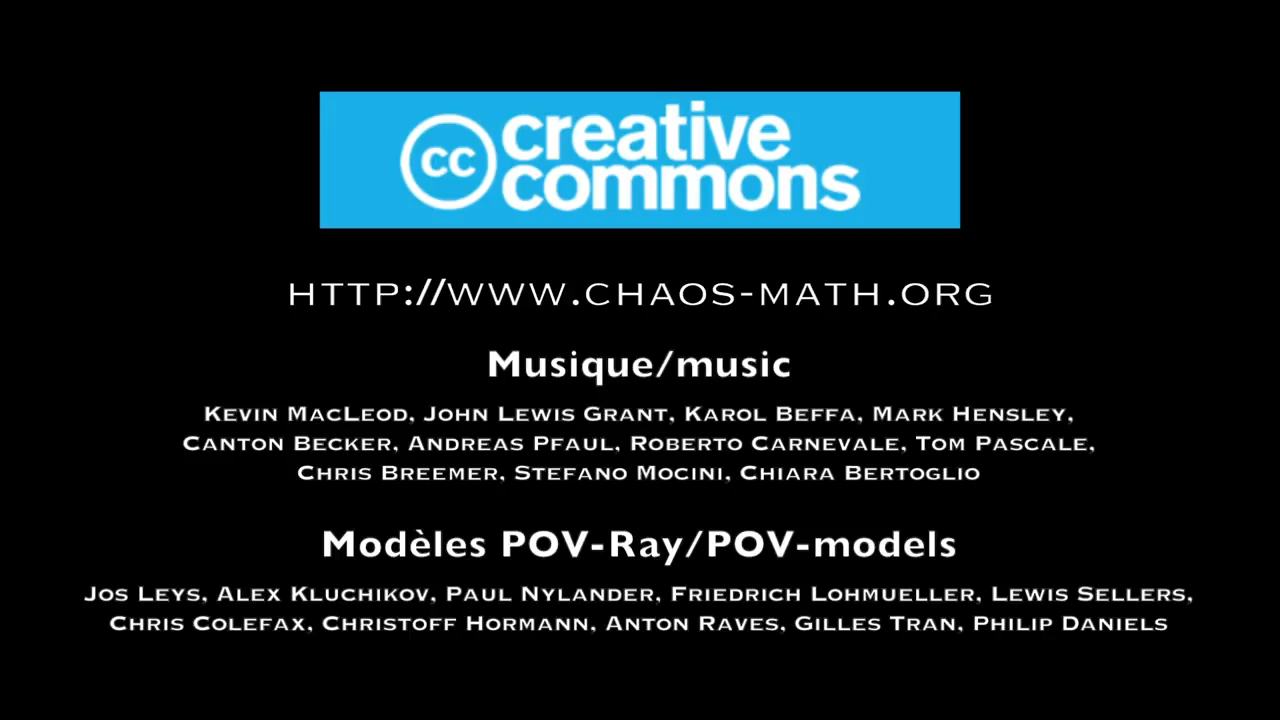 cc creative
commons
HTTP://WWW.CHAOS-MATH.ORG
Musique/music
KEVIN MACLEOD, JOHN LEWIS GRANT, KAROL BEFFA, MARK HENSLEY,
CANTON BECKER, ANDREAS PFAUL, ROBERTO CARNEVALE, TOM PASCALE,
CHRIS BREEMER, STEFANO MOCINI, CHIARA BERTOGLIO
Modèles POV-Ray/POV-models
JOS LEYS, ALEX KLUCHIKOV, PAUL NYLANDER, FRIEDRICH LOHMUELLER, LEWIS SELLERS,
CHRIS COLEFAX, CHRISTOFF HORMANN, ANTON RAVES, GILLES TRAN, PHILIP DANIELS